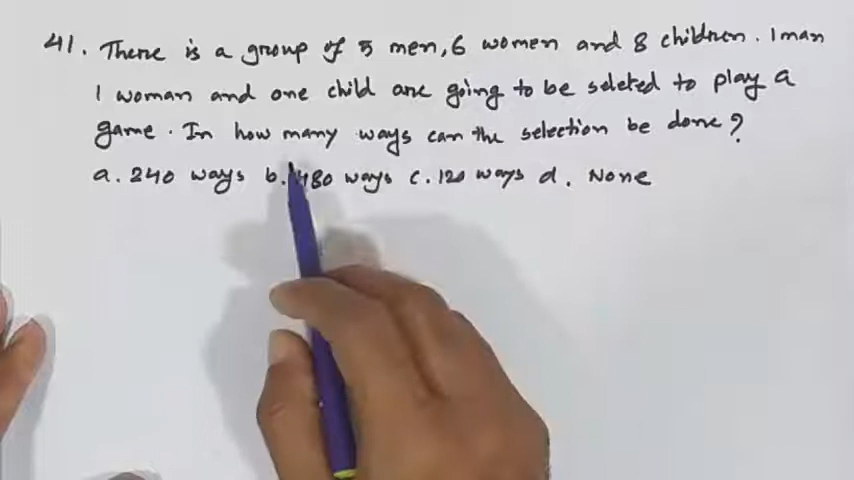 41. There is a group of 5 men, 6 women and 8 children. 1 man
1 woman and one child are going to be seleted to play a
game. In how many ways can the selection be done?
a. 240 ways b. 480 ways c. 120 ways d. None